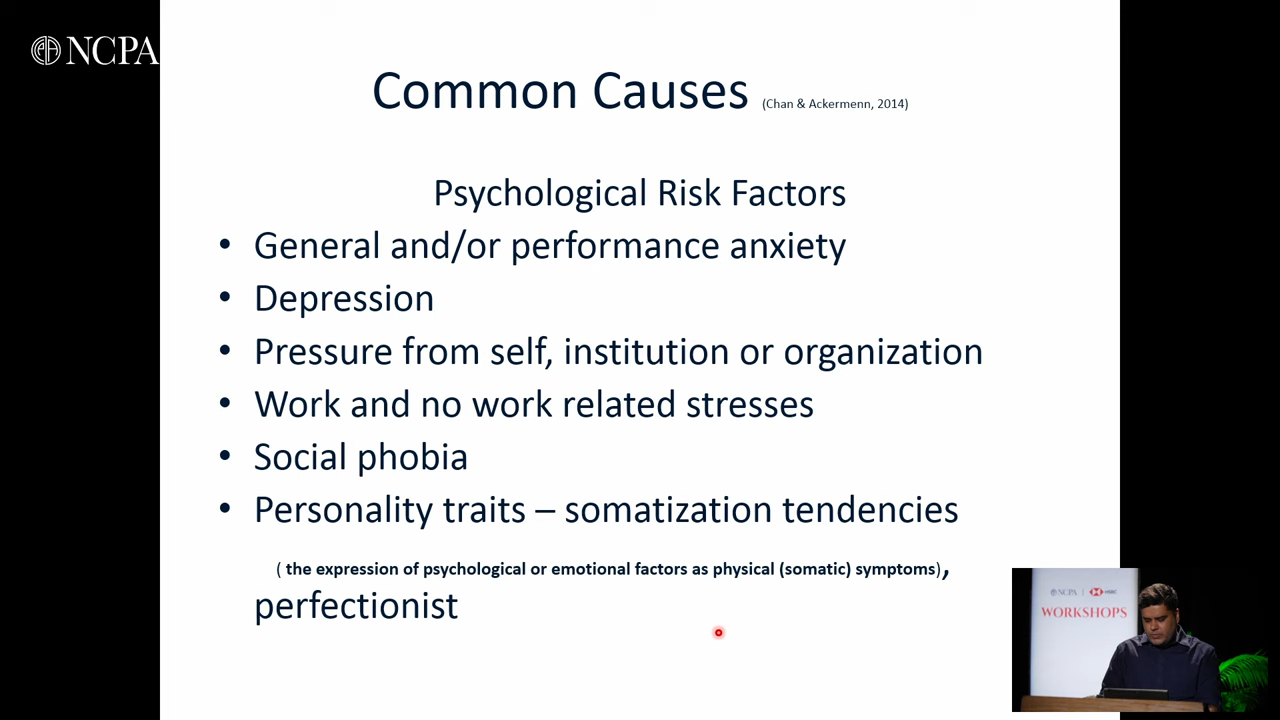 NCPA
Common Causes (Chan & Ackermenn, 2014)
Psychological Risk Factors
• General and/or performance anxiety
• Depression
• Pressure from self, institution or organization
• Work and no work related stresses
• Social phobia
• Personality traits – somatization tendencies
( the expression of psychological or emotional factors as physical (somatic) symptoms),
perfectionist
NCPA | HSBC
WORKSHOPS